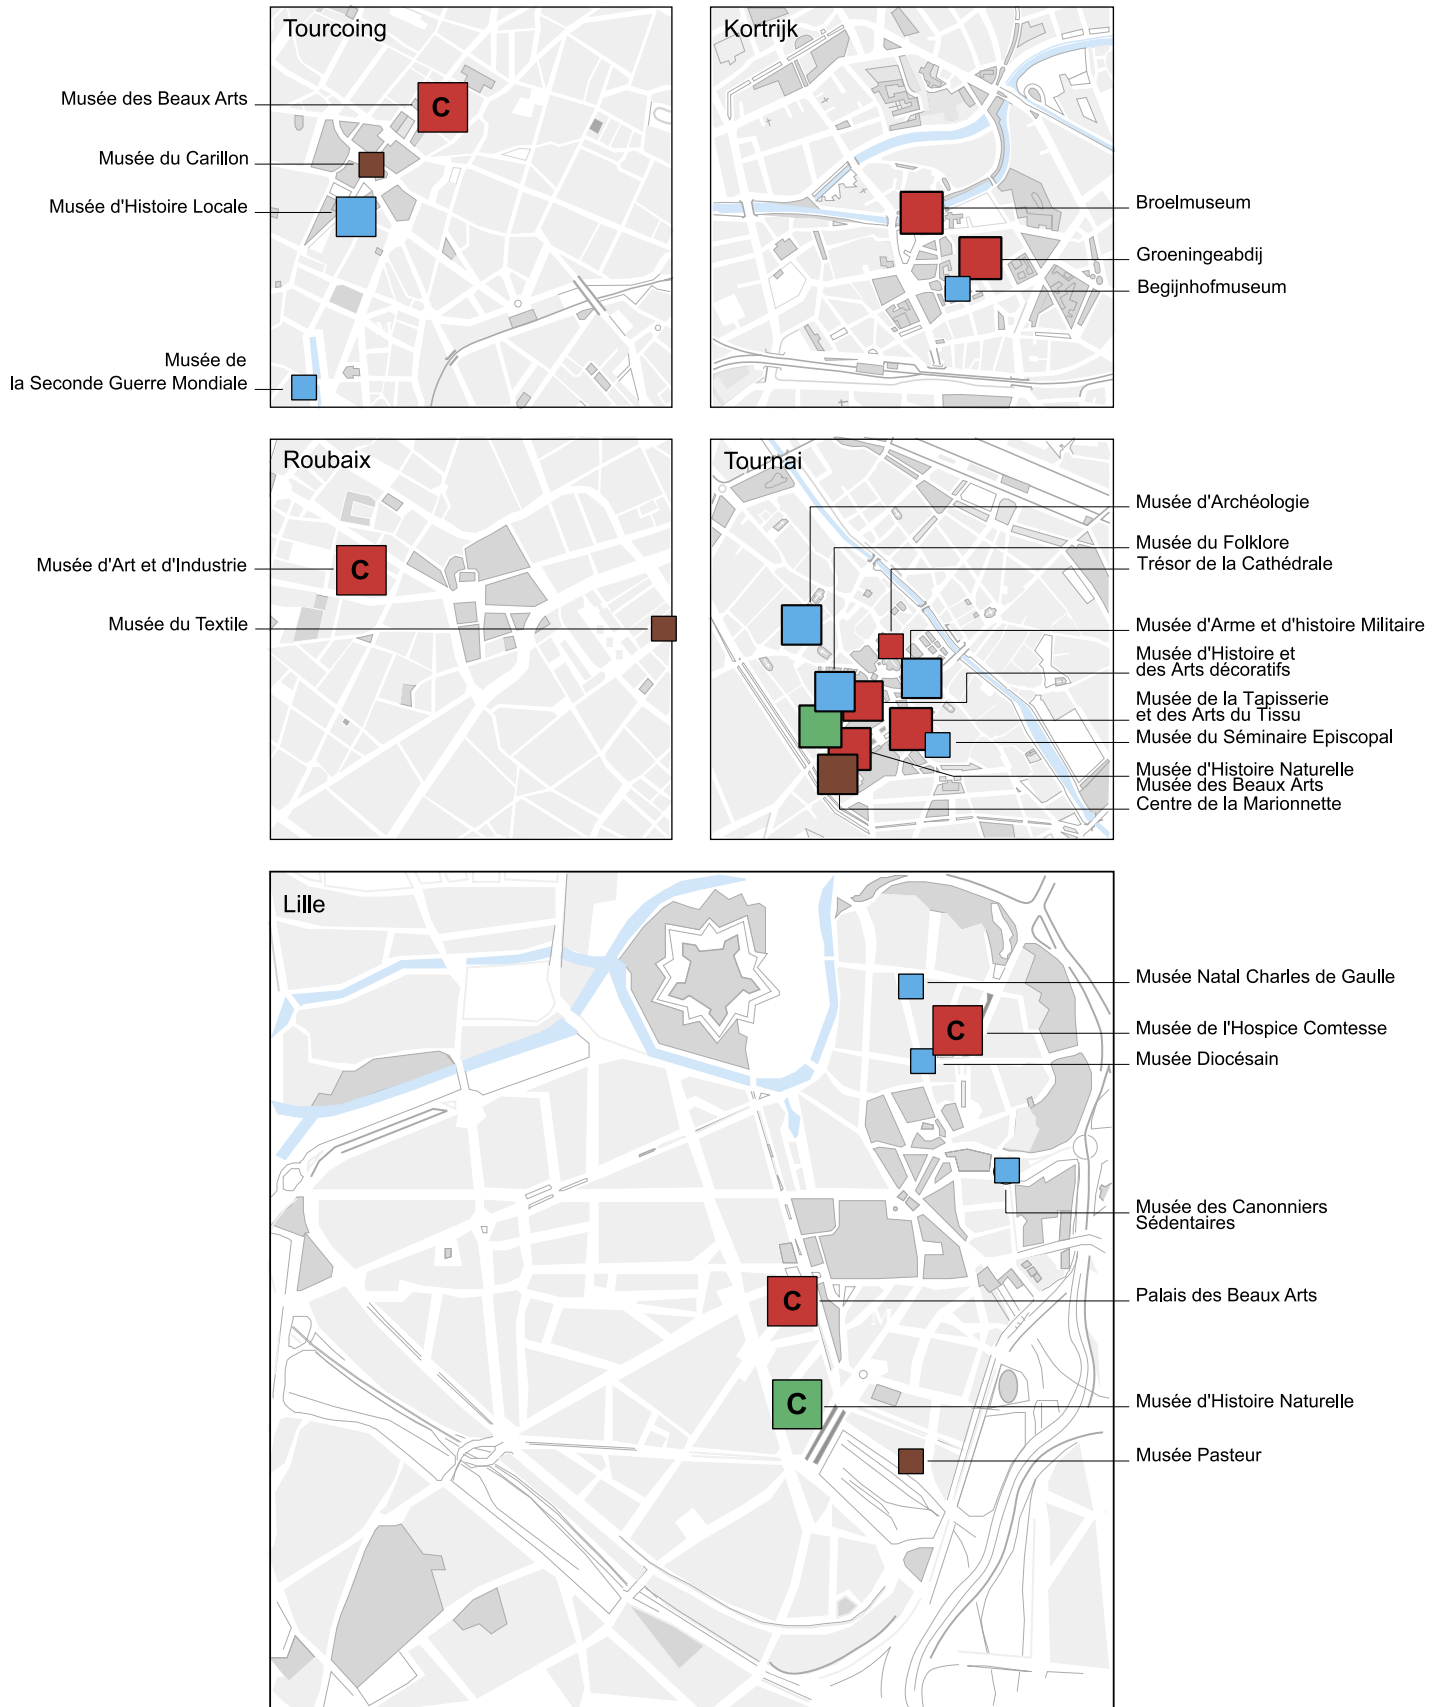 Tourcoing
Musée des Beaux Arts
C
Musée du Carillon
Musée d'Histoire Locale
M
Musée de
la Seconde Guerre Mondiale
Kortrijk
Broelmuseum
Groeningeabdij
Begijnhofmuseum
Roubaix
Musée d'Art et d'Industrie
C
Musée du Textile
Tournai
Musée d'Archéologie
Musée du Folklore
Trésor de la Cathédrale
Musée d'Arme et d'histoire Militaire
Musée d'Histoire et
des Arts décoratifs
Musée de la Tapisserie
et des Arts du Tissu
Musée du Séminaire Episcopal
Musée d'Histoire Naturelle
Musée des Beaux Arts
Centre de la Marionnette
Lille
Musée Natal Charles de Gaulle
C
Musée de l'Hospice Comtesse
Musée Diocésain
Musée des Canonniers
Sédentaires
C
Palais des Beaux Arts
M
C
Musée d'Histoire Naturelle
Musée Pasteur